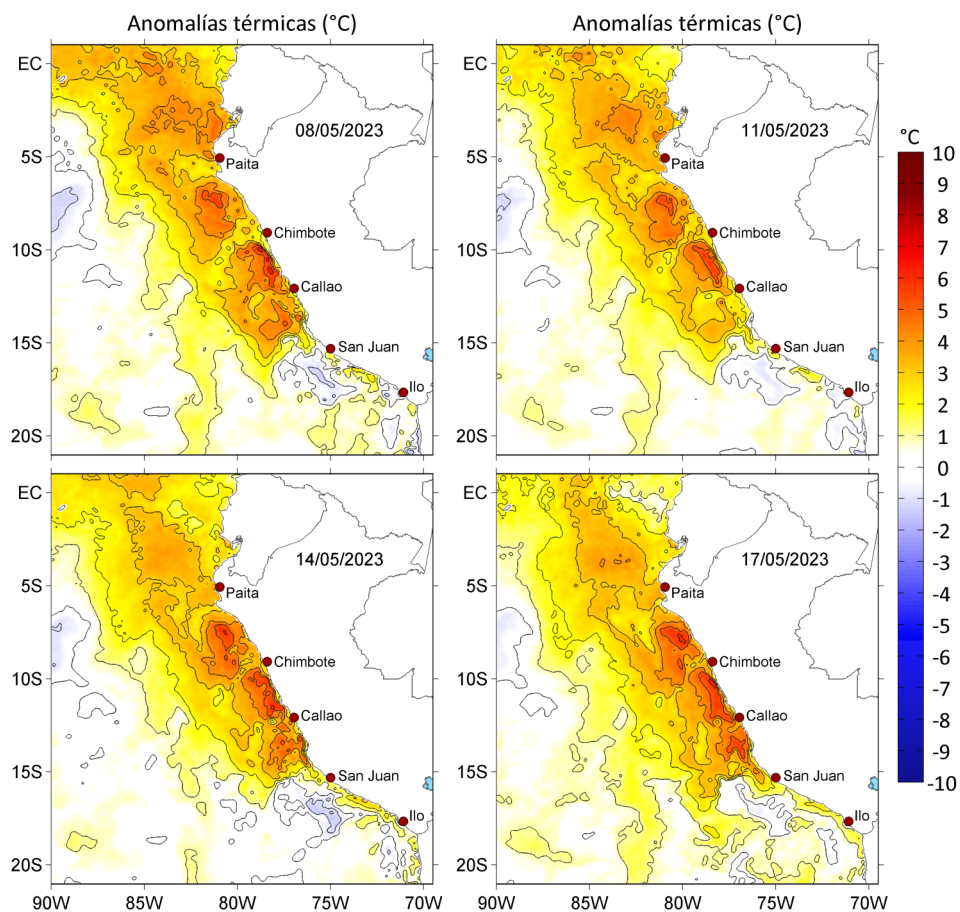 Anomalías térmicas (°C)
Anomalías térmicas (°C)
EC
5S
10S
15S
20S
08/05/2023
Paita
Chimbote
Callao
San Juan
Ilo
EC
5S
10S
15S
20S
11/05/2023
Paita
Chimbote
Callao
San Juan
Ilo
°C
10
9
8
7
6
5
4
3
2
1
0
-1
-2
-3
-4
-5
-6
-7
-8
-9
-10
EC
5S
10S
15S
20S
14/05/2023
Paita
Chimbote
Callao
San Juan
Ilo
90W 85W 80W 75W 70W
EC
5S
10S
15S
20S
17/05/2023
Paita
Chimbote
Callao
San Juan
Ilo
90W 85W 80W 75W 70W